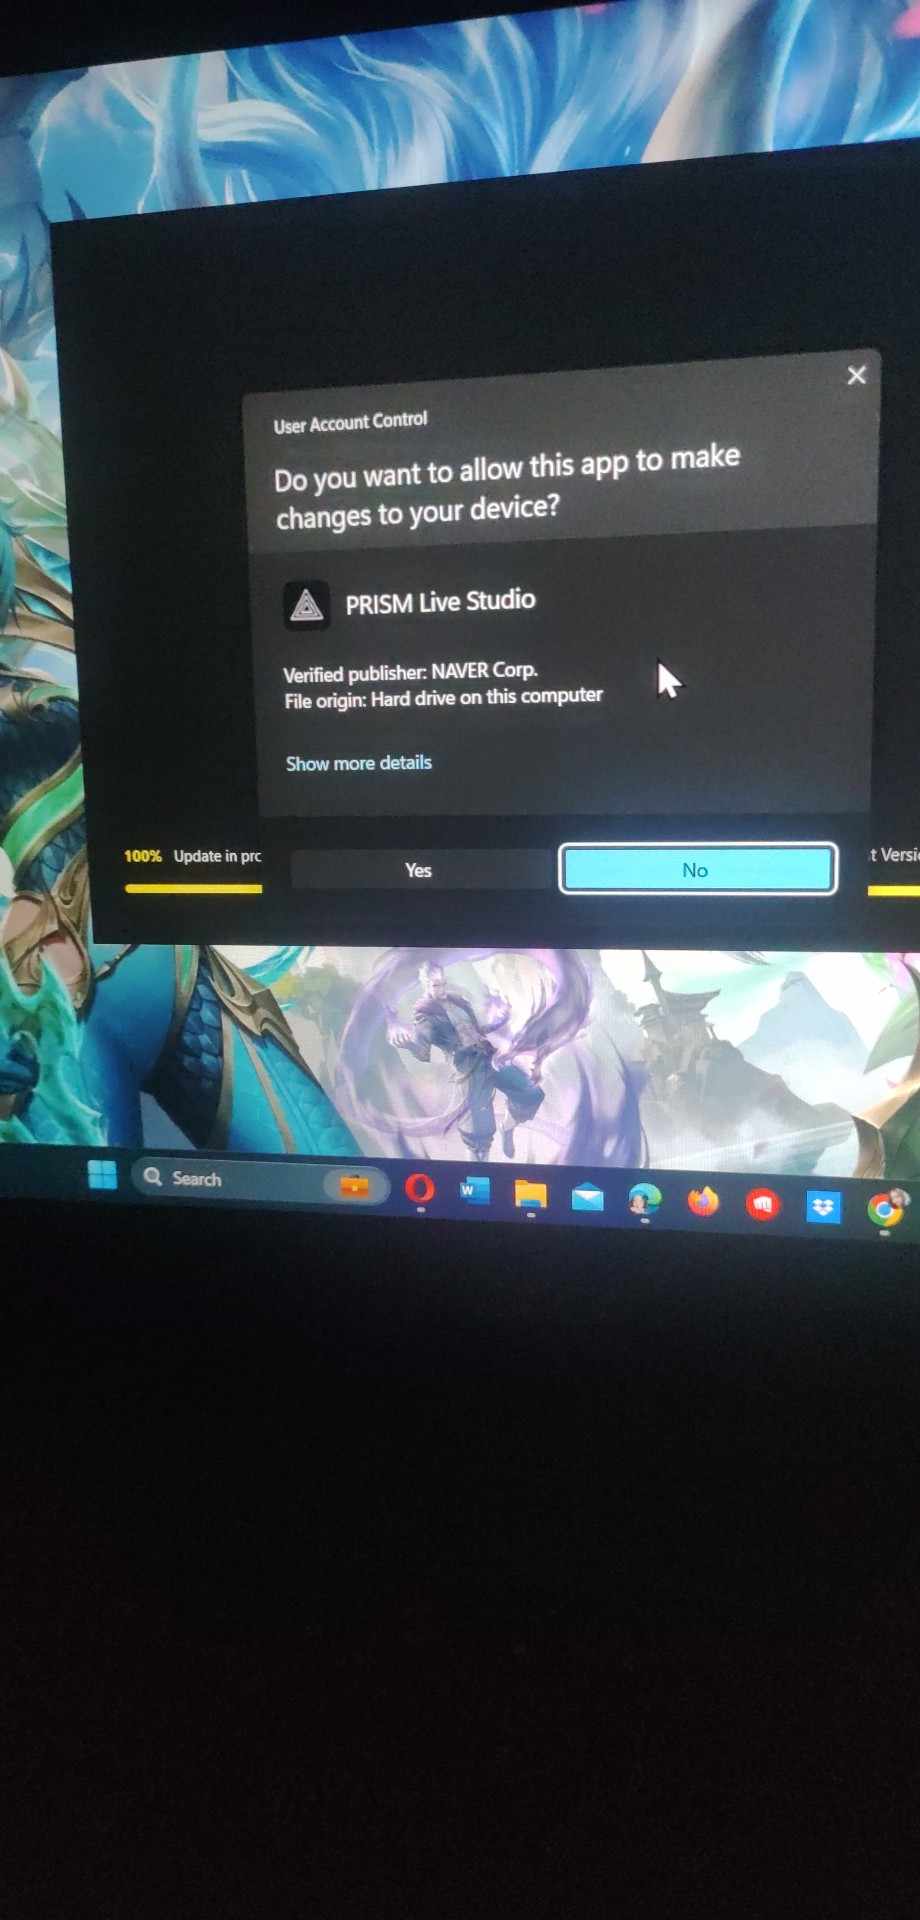 User Account Control
Do you want to allow this app to make
changes to your device?
PRISM Live Studio
Verified publisher: NAVER Corp.
File origin: Hard drive on this computer
Show more details
100% Update in prc
t Versi
Yes
No
Search
W